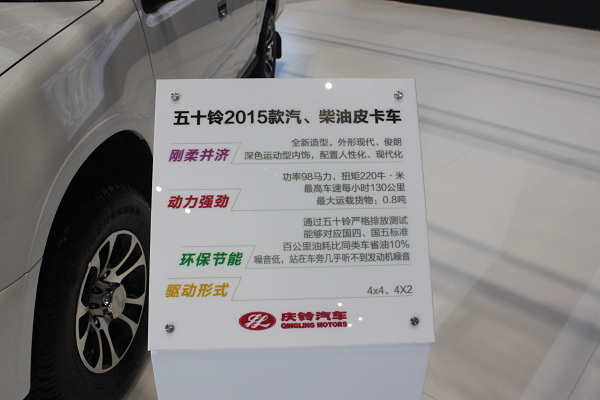 五十铃2015款汽、柴油皮卡车
刚柔并济
全新造型，外形现代、俊朗
深色运动型内饰，配置人性化、现代化
动力强劲
功率98马力，扭矩220牛·米
最高车速每小时130公里
最大运载货物：0.8吨
环保节能
通过五十铃严格排放测试
能够对应国四、国五标准
百公里油耗比同类车省油10%
噪音低，站在车旁几乎听不到发动机噪音
驱动形式
4x4、4X2
庆铃汽车
QINGLING MOTORS